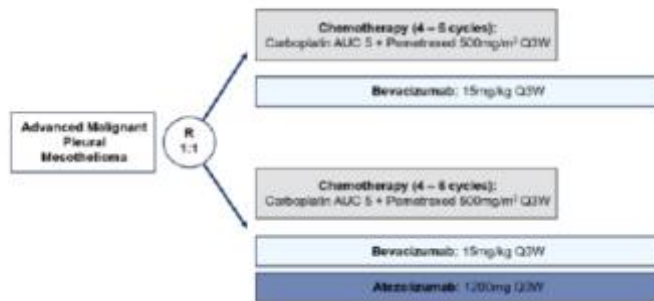 Chemotherapy (4 – 6 cycles):
Carboplatin AUC 5 + Pemetrexed 500mg/m² Q3W
Bevacizumab: 15mg/kg Q3W
Advanced Malignant
Pleural
Mesothelioma
R
1:1
Chemotherapy (4 – 6 cycles):
Carboplatin AUC 5 + Pemetrexed 500mg/m² Q3W
Bevacizumab: 15mg/kg Q3W
Atezolizumab: 1200mg Q3W